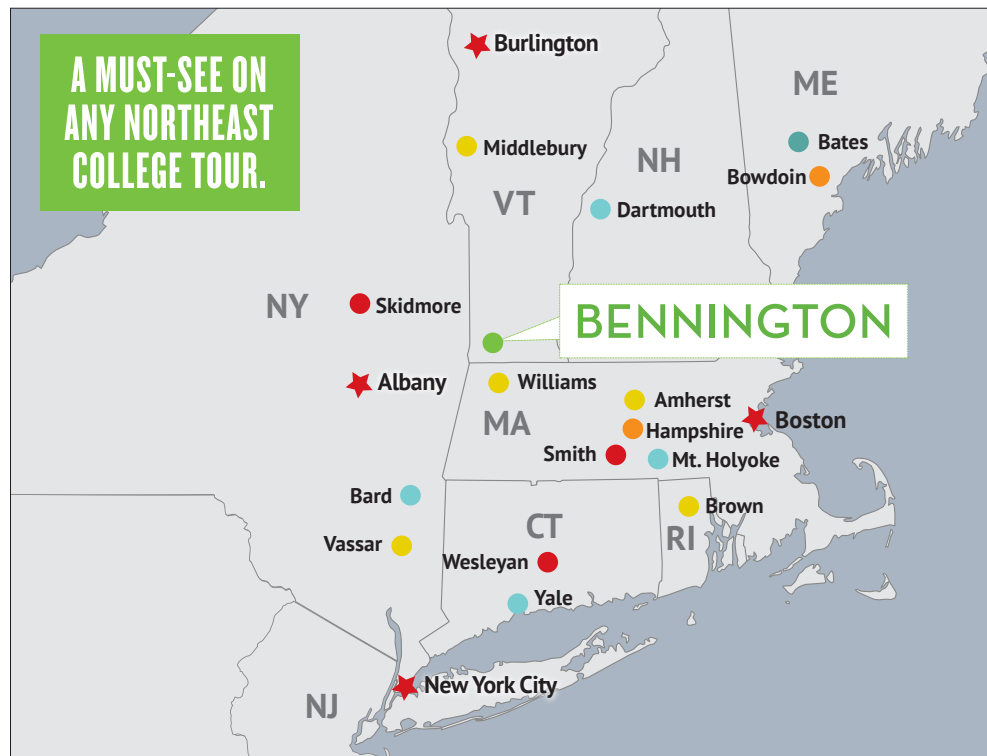 A MUST-SEE ON
ANY NORTHEAST
COLLEGE TOUR.
Burlington
ME
Middlebury
NH
Bates
Bowdoin
VT
Dartmouth
NY
Skidmore
BENNINGTON
Albany
Williams
Amherst
MA
Hampshire
Boston
Smith
Mt. Holyoke
Bard
Brown
CT
RI
Vassar
Wesleyan
Yale
New York City
NJ